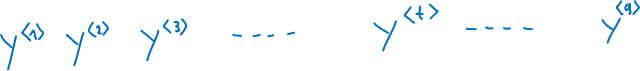 y<1> y<2> y<3> ---- y<t> ---- y<9>